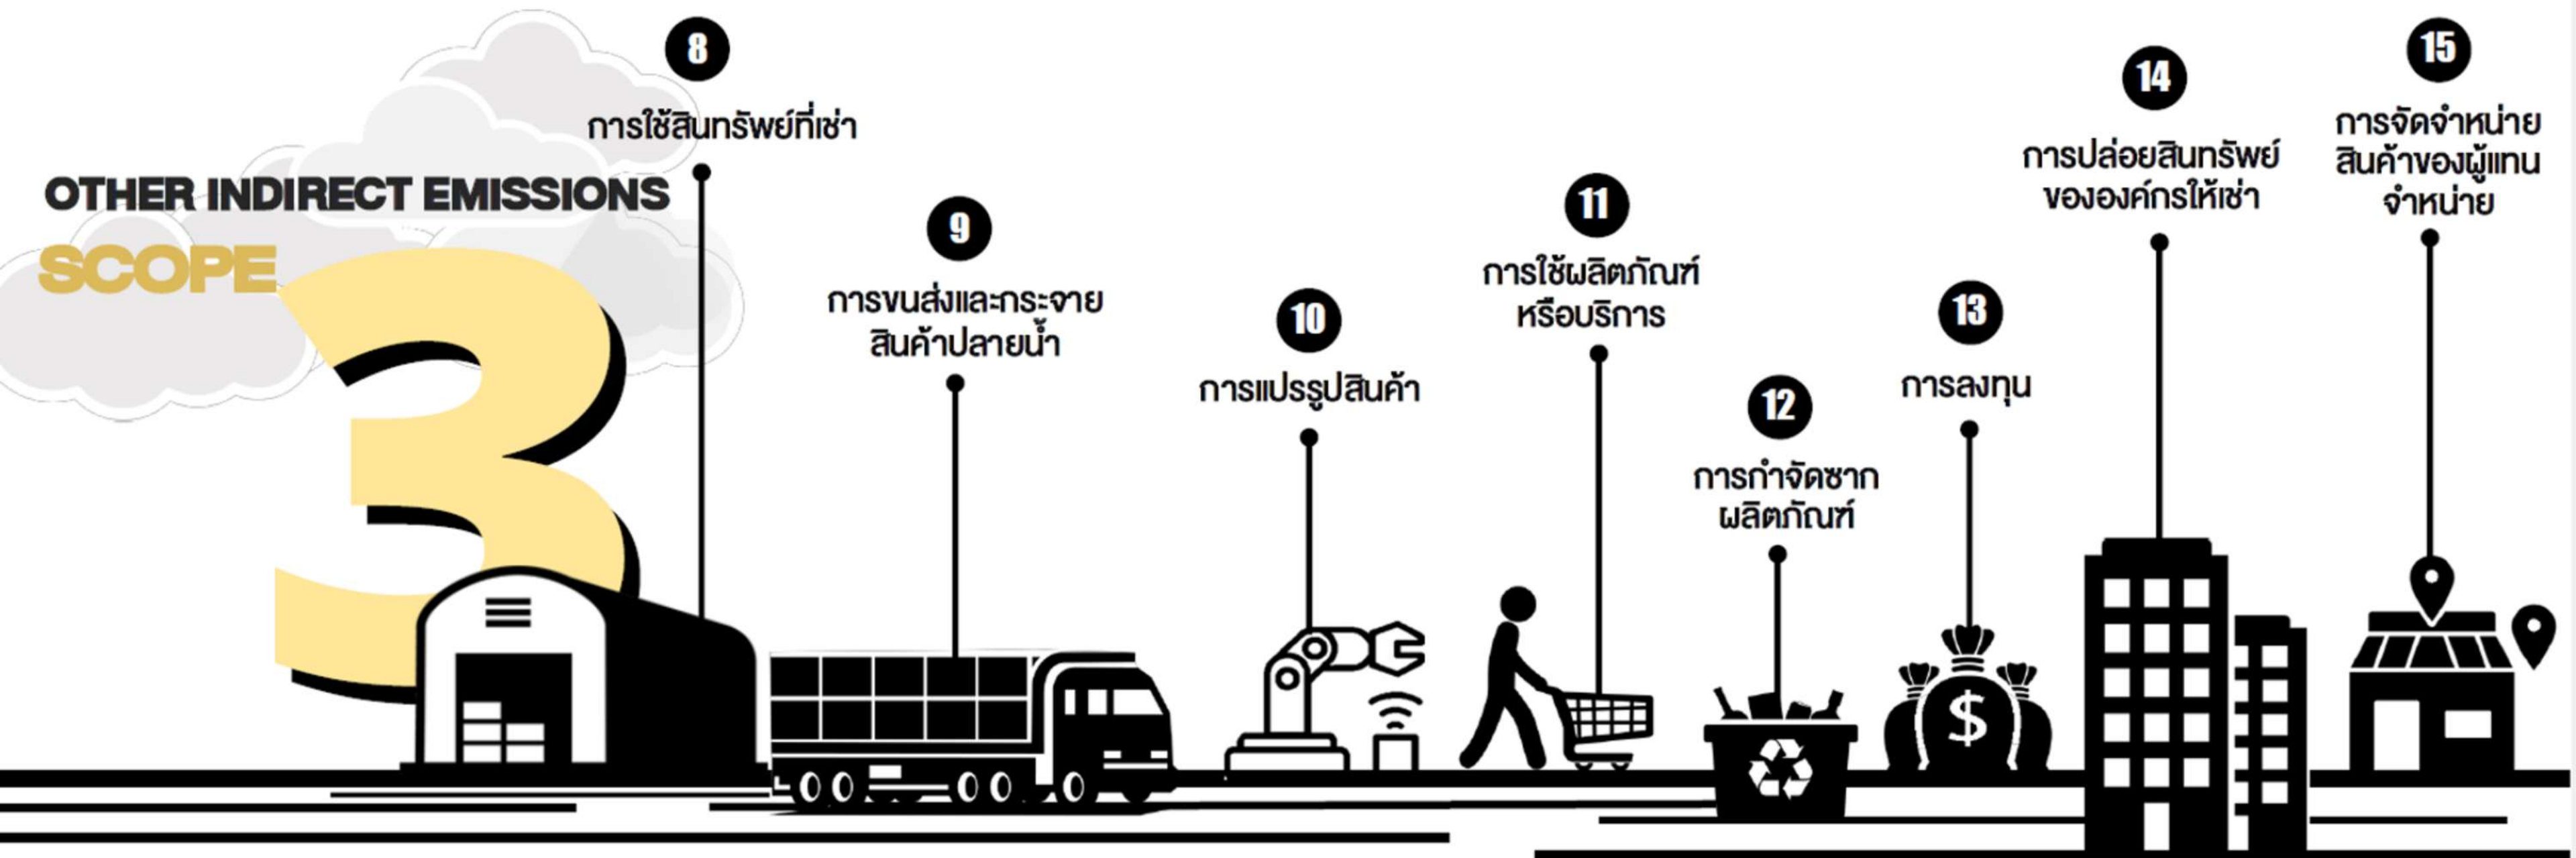 OTHER INDIRECT EMISSIONS
SCOPE
3
8
การใช้สินทรัพย์ที่เช่า
9
การขนส่งและกระจาย
สินค้าปลายน้ำ
10
การแปรรูปสินค้า
11
การใช้ผลิตภัณฑ์
หรือบริการ
12
การกำจัดซาก
ผลิตภัณฑ์
13
การลงทุน
$
14
การปล่อยสินทรัพย์
ขององค์กรให้เช่า
15
การจัดจำหน่าย
สินค้าของผู้แทน
จำหน่าย